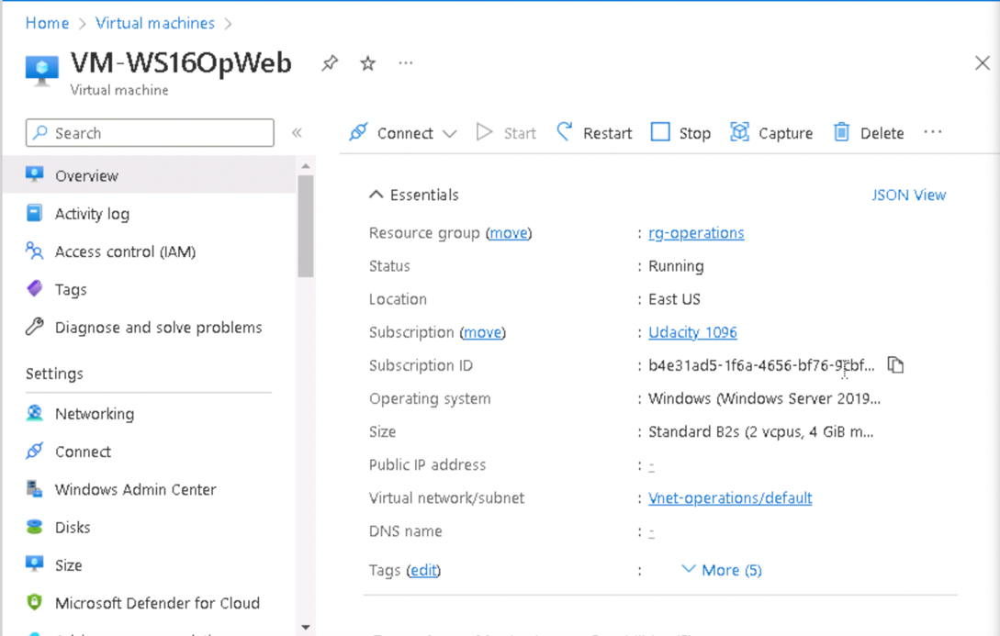 Home > Virtual machines >
VM-WS16OpWeb
Virtual machine
Search
Overview
Activity log
Access control (IAM)
Tags
Diagnose and solve problems
Settings
Networking
Connect
Windows Admin Center
Disks
Size
Microsoft Defender for Cloud
Connect Start Restart Stop Capture Delete ...
Essentials JSON View
Resource group (move) : rg-operations
Status : Running
Location : East US
Subscription (move) : Udacity 1096
Subscription ID : b4e31ad5-1f6a-4656-bf76-9cbf...
Operating system : Windows (Windows Server 2019...
Size : Standard B2s (2 vcpus, 4 GiB m...
Public IP address : -
Virtual network/subnet : Vnet-operations/default
DNS name : -
Tags (edit) : More (5)